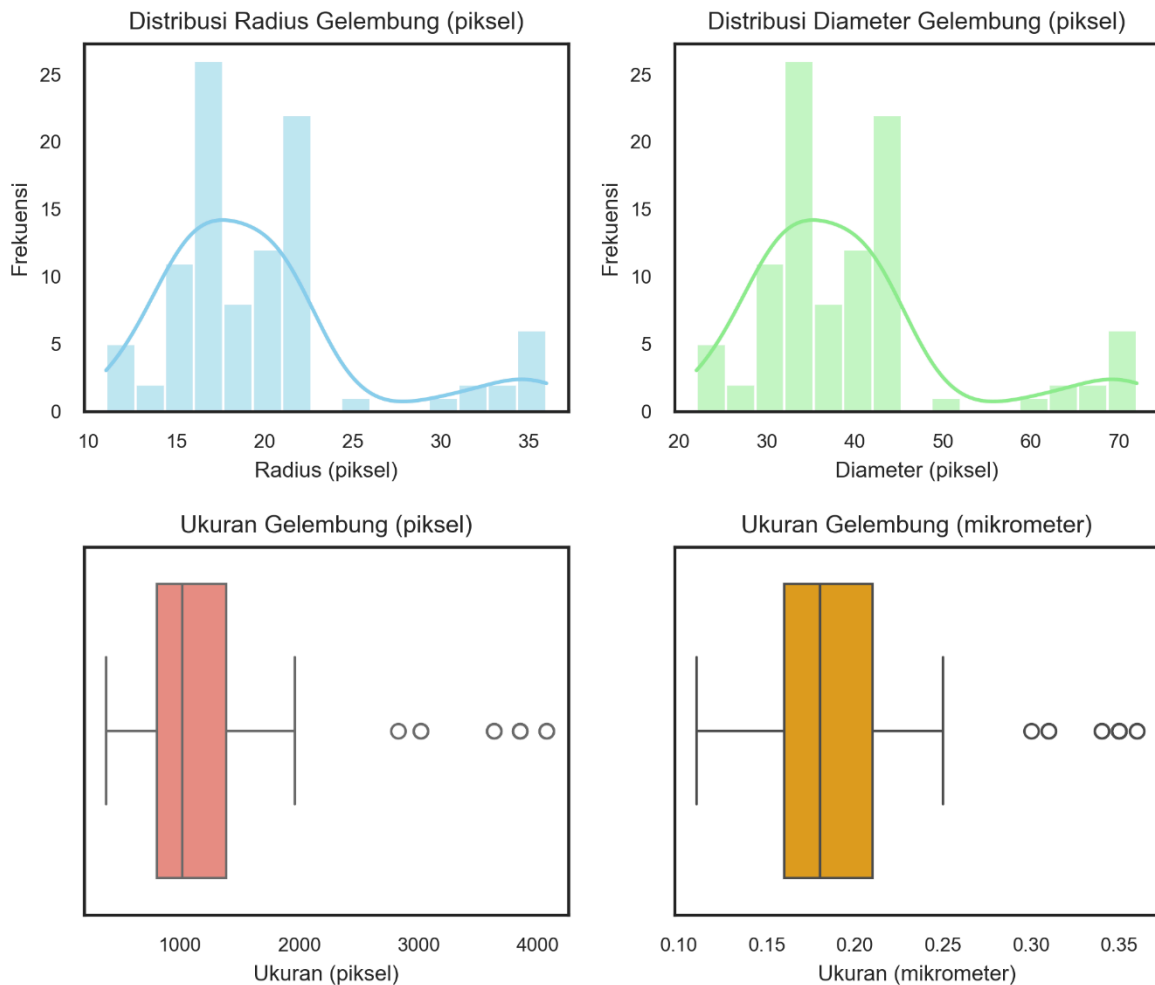 Distribusi Radius Gelembung (piksel)
Distribusi Diameter Gelembung (piksel)
Frekuensi
25
20
15
10
5
0
10 15 20 25 30 35
Radius (piksel)
Frekuensi
25
20
15
10
5
0
20 30 40 50 60 70
Diameter (piksel)
Ukuran Gelembung (piksel)
Ukuran Gelembung (mikrometer)
1000 2000 3000 4000
Ukuran (piksel)
0.10 0.15 0.20 0.25 0.30 0.35
Ukuran (mikrometer)